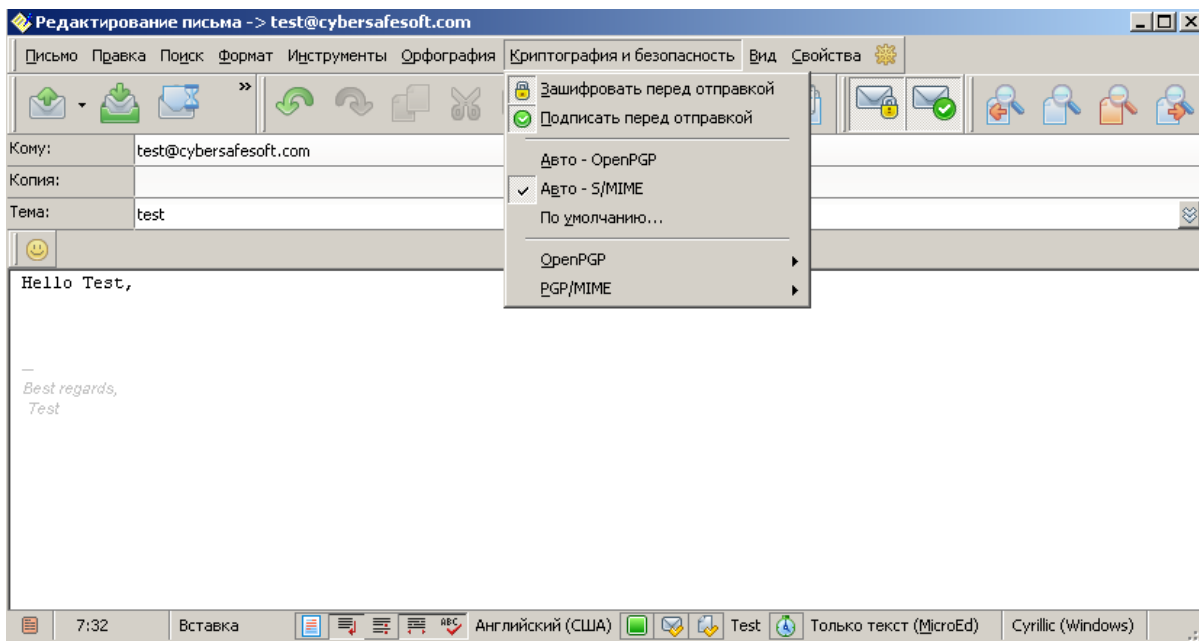 Редактирование письма -> test@cybersafesoft.com
Письмо Правка Поиск Формат Инструменты Орфография Криптография и безопасность Вид Свойства
»
Зашифровать перед отправкой
Подписать перед отправкой
Авто - OpenPGP
Авто - S/MIME
По умолчанию...
OpenPGP
PGP/MIME
Кому: test@cybersafesoft.com
Копия:
Тема: test
Hello Test,
—
Best regards,
Test
7:32 Вставка ABC Английский (США) Test Только текст (MicroEd) Cyrillic (Windows)